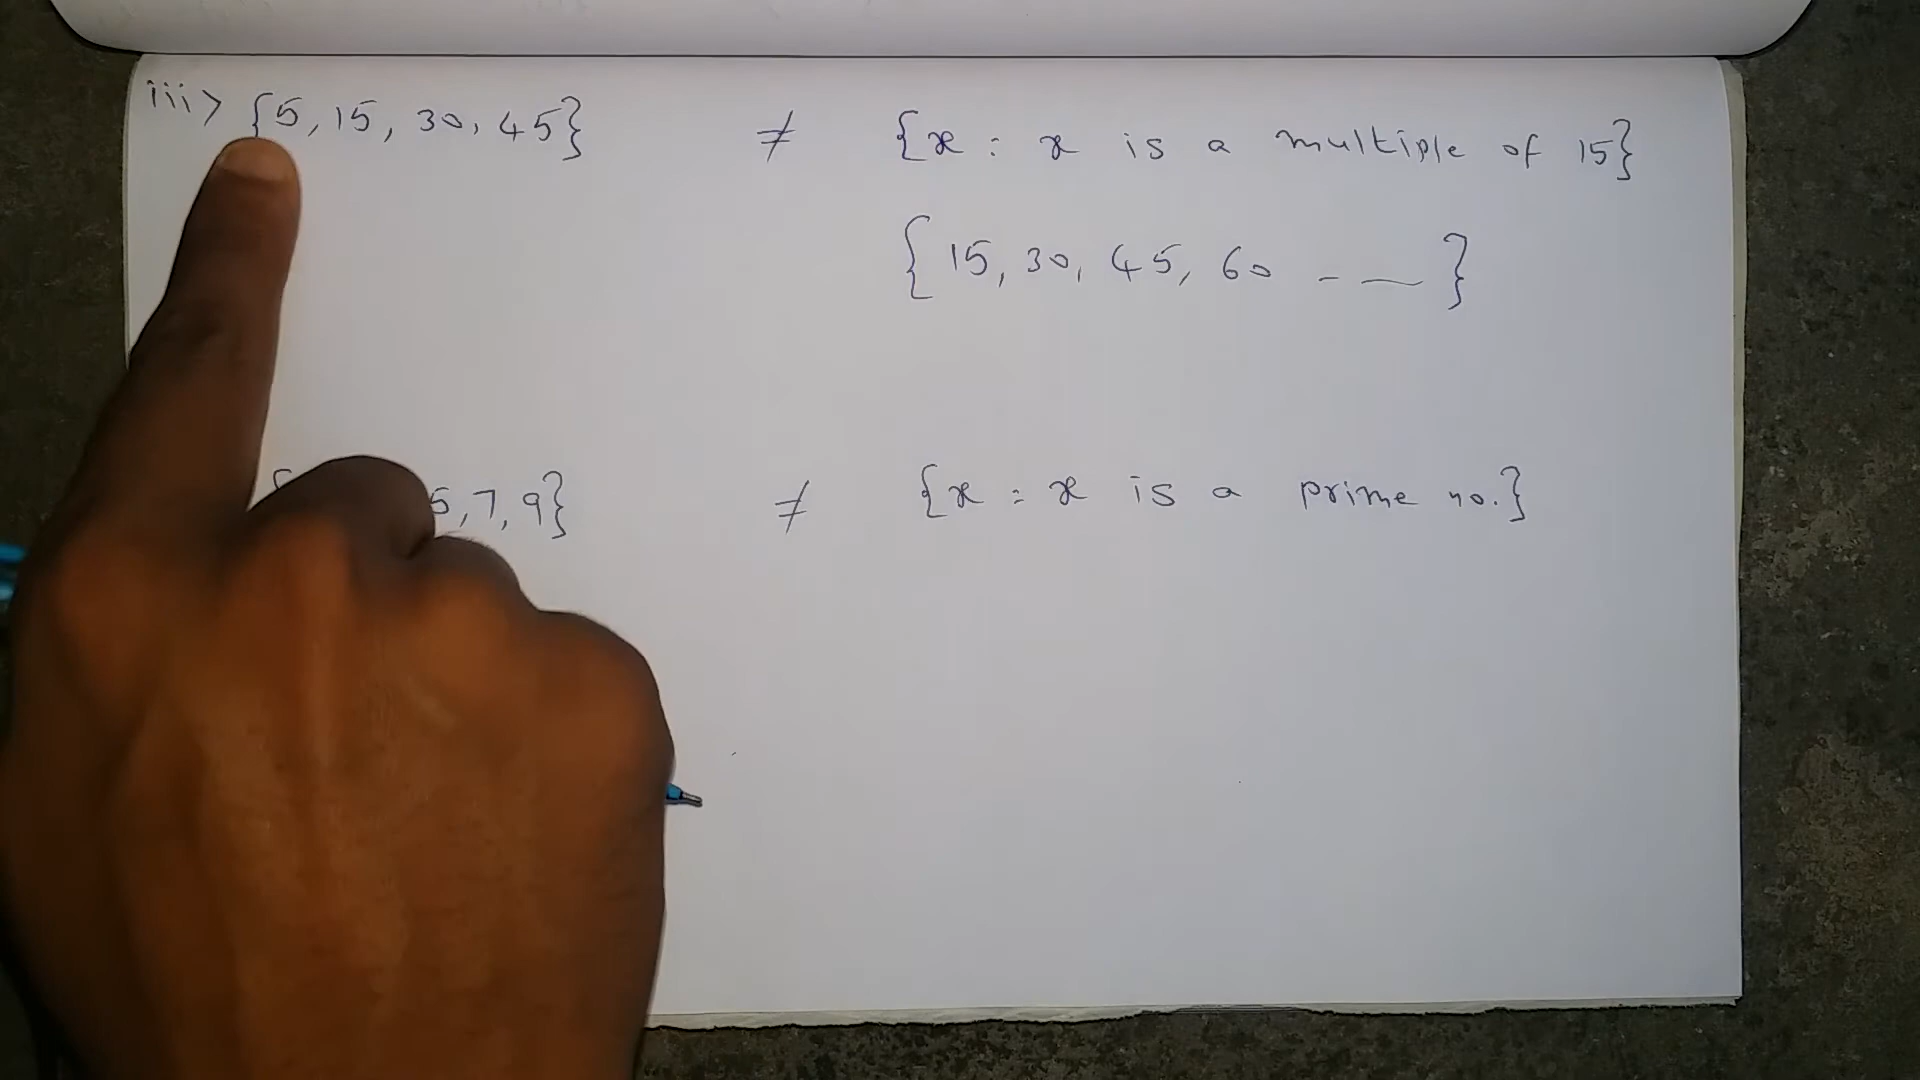 iii> {5, 15, 30, 45} ≠ {x : x is a multiple of 15}
{ 15, 30, 45, 60 - — }
{ 5, 7, 9} ≠ {x : x is a prime no.}